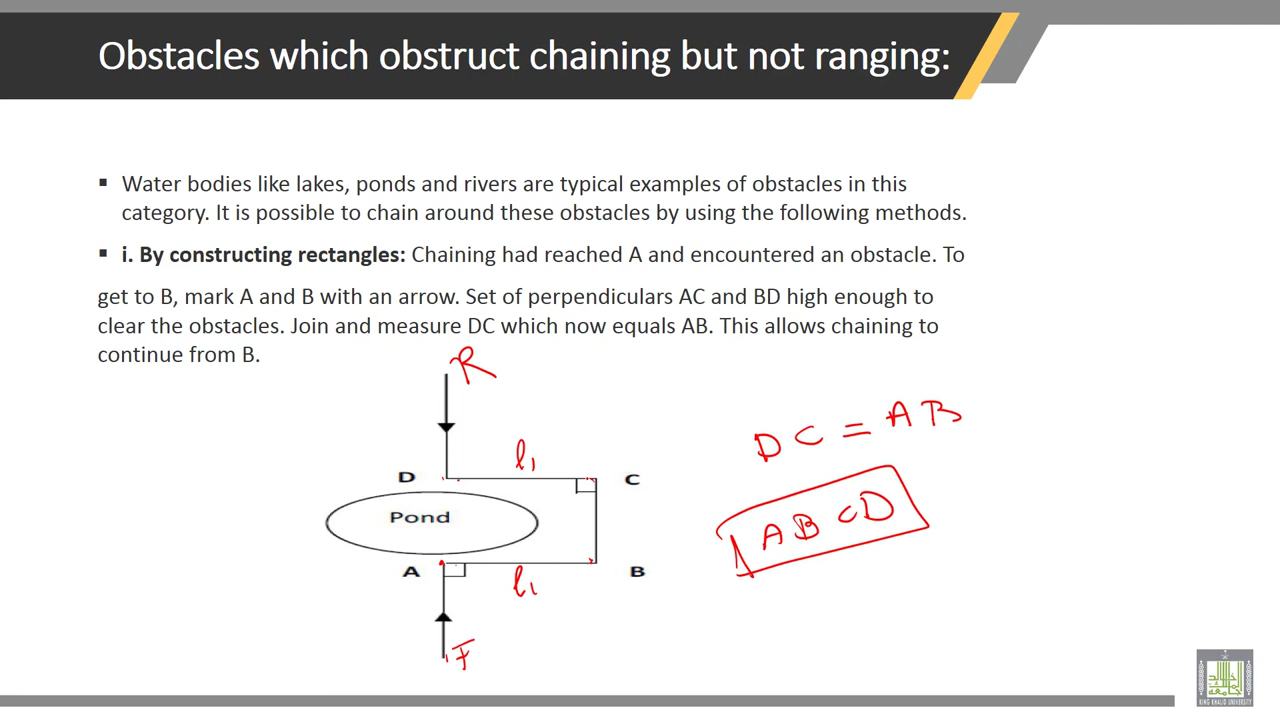 Obstacles which obstruct chaining but not ranging:
▪ Water bodies like lakes, ponds and rivers are typical examples of obstacles in this
category. It is possible to chain around these obstacles by using the following methods.
▪ i. By constructing rectangles: Chaining had reached A and encountered an obstacle. To
get to B, mark A and B with an arrow. Set of perpendiculars AC and BD high enough to
clear the obstacles. Join and measure DC which now equals AB. This allows chaining to
continue from B.
R
DC = AB
l1
D C
ABCD
Pond
A B
l1
F
KING KHALID UNIVERSITY